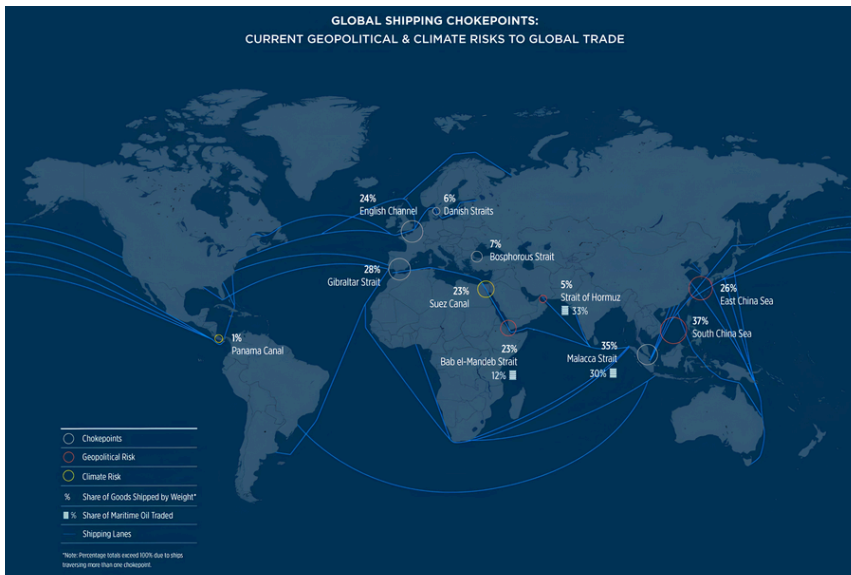 GLOBAL SHIPPING CHOKEPOINTS:
CURRENT GEOPOLITICAL & CLIMATE RISKS TO GLOBAL TRADE
24%
English Channel
6%
Danish Straits
7%
Bosphorous Strait
28%
Gibraltar Strait
23%
Suez Canal
5%
Strait of Hormuz
33%
26%
East China Sea
37%
South China Sea
1%
Panama Canal
23%
Bab el-Mandeb Strait
12%
35%
Malacca Strait
30%
Chokepoints
Geopolitical Risk
Climate Risk
% Share of Goods Shipped by Weight*
% Share of Maritime Oil Traded
Shipping Lanes
*Note: Percentage totals exceed 100% due to ships
traversing more than one chokepoint.